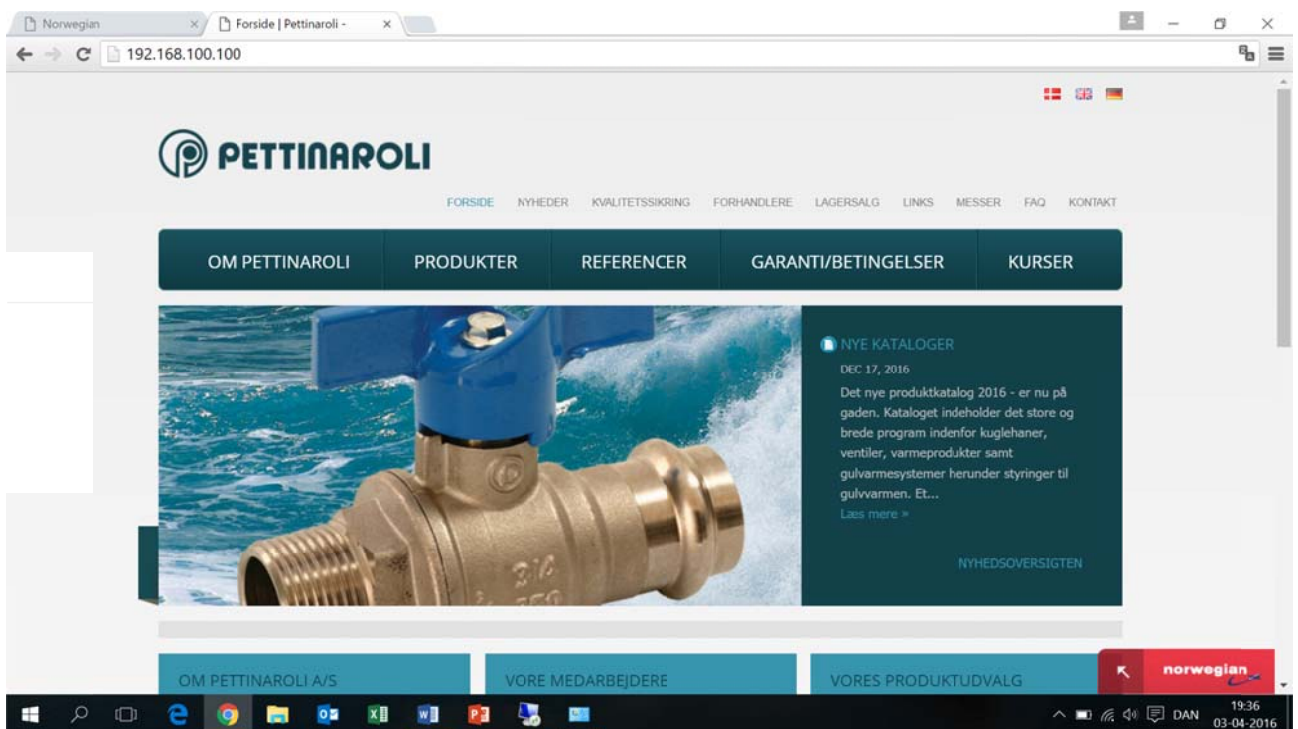 Norwegian
Forside | Pettinaroli -
192.168.100.100
PETTINAROLI
FORSIDE NYHEDER KVALITETSSIKRING FORHANDLERE LAGERSALG LINKS MESSER FAQ KONTAKT
OM PETTINAROLI PRODUKTER REFERENCER GARANTI/BETINGELSER KURSER
NYE KATALOGER
DEC 17, 2016
Det nye produktkatalog 2016 - er nu på
gaden. Kataloget indeholder det store og
brede program indenfor kuglehaner,
ventiler, varmeprodukter samt
gulvarmesystemer herunder styringer til
gulvvarmen. Et...
Læs mere »
NYHEDSOVERSIGTEN
OM PETTINAROLI A/S VORE MEDARBEJDERE VORES PRODUKTUDVALG
norwegian
DAN
19:36
03-04-2016